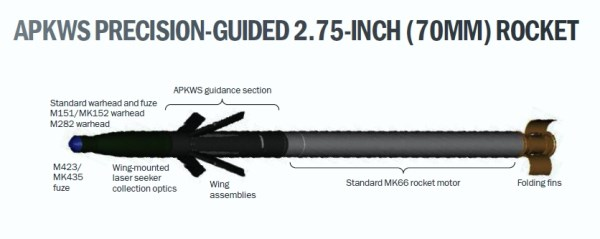 APKWS PRECISION-GUIDED 2.75-INCH (70MM) ROCKET
APKWS guidance section
Standard warhead and fuze
M151/MK152 warhead
M282 warhead
M423/
MK435
fuze
Wing-mounted
laser seeker
collection optics
Wing
assemblies
Standard MK66 rocket motor
Folding fins